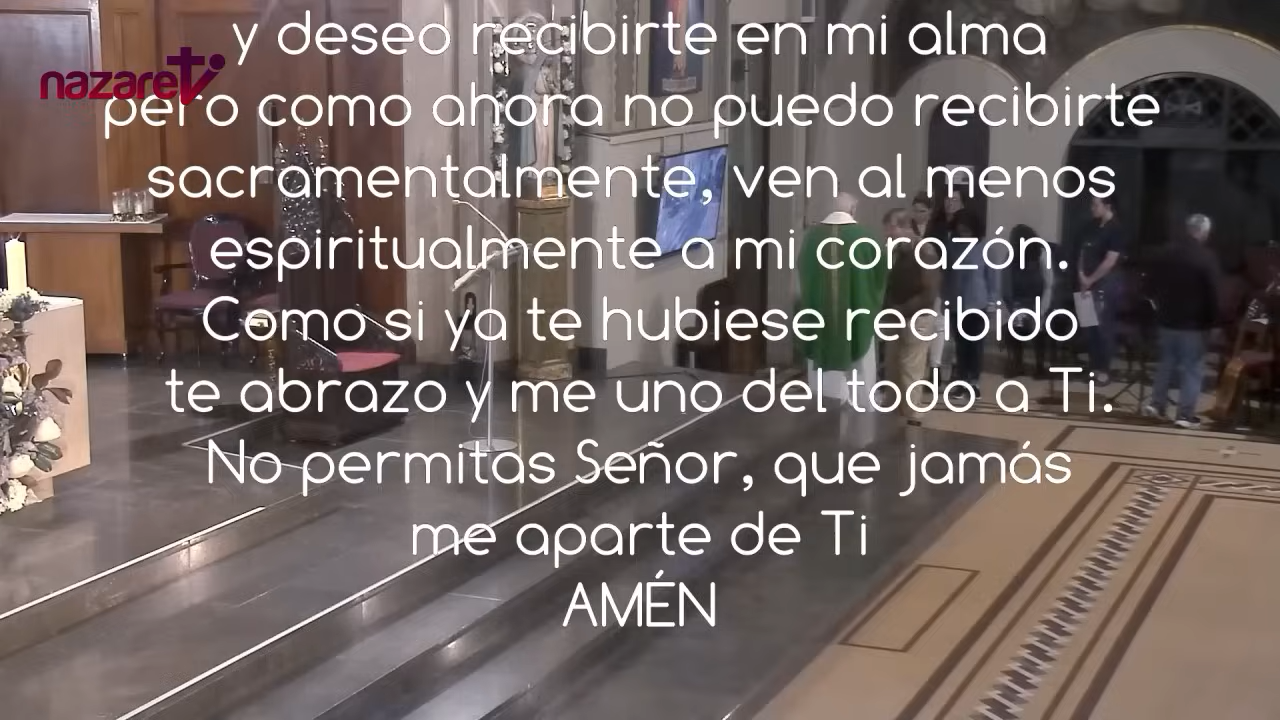 nazaretv
y deseo recibirte en mi alma
pero como ahora no puedo recibirte
sacramentalmente, ven al menos
espiritualmente a mi corazón.
Como si ya te hubiese recibido
te abrazo y me uno del todo a Ti.
No permitas Señor, que jamás
me aparte de Ti
AMÉN